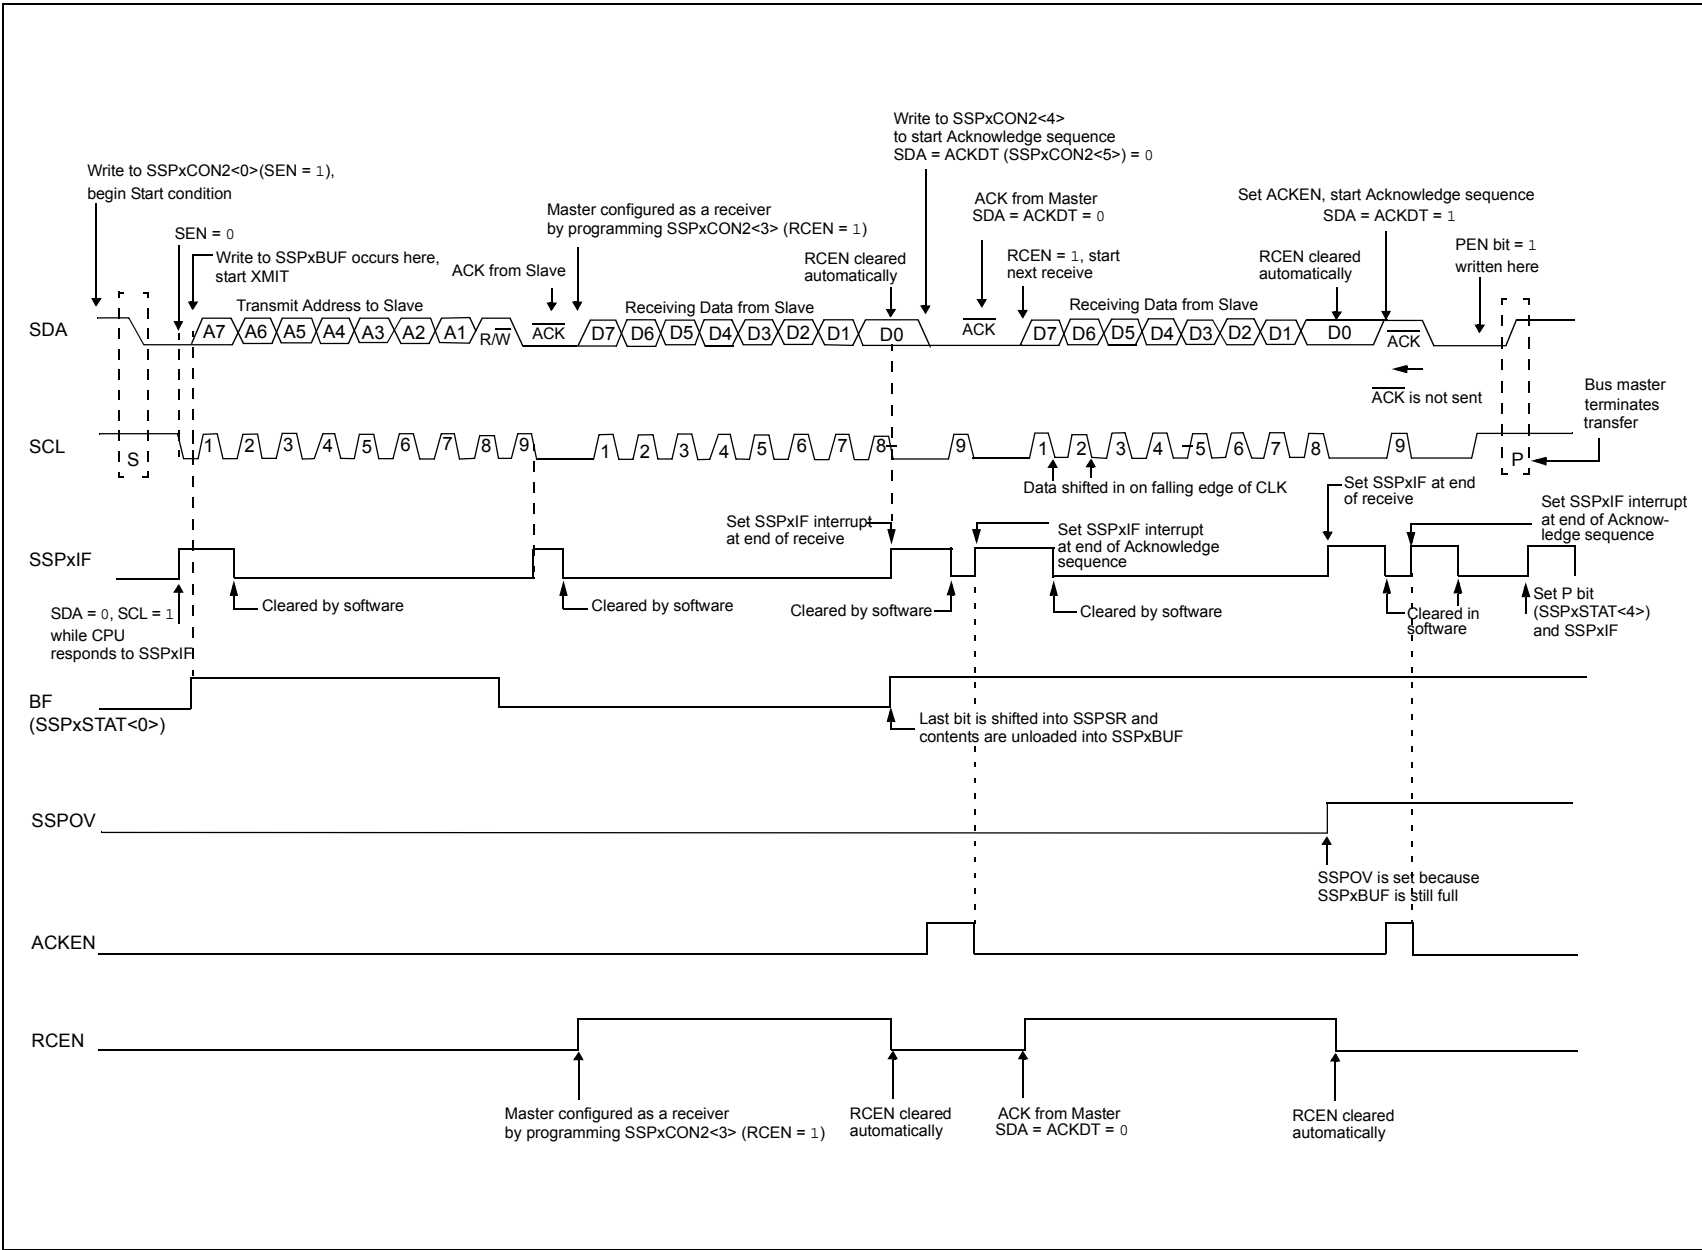 Write to SSPxCON2<4>
to start Acknowledge sequence
SDA = ACKDT (SSPxCON2<5>) = 0
Write to SSPxCON2<0>(SEN = 1),
begin Start condition
ACK from Master
SDA = ACKDT = 0
Set ACKEN, start Acknowledge sequence
SDA = ACKDT = 1
Master configured as a receiver
by programming SSPxCON2<3> (RCEN = 1)
SEN = 0
Write to SSPxBUF occurs here,
start XMIT
ACK from Slave
RCEN cleared
automatically
RCEN = 1, start
next receive
RCEN cleared
automatically
PEN bit = 1
written here
Transmit Address to Slave
Receiving Data from Slave
Receiving Data from Slave
SDA
A7 A6 A5 A4 A3 A2 A1 R/W ACK D7 D6 D5 D4 D3 D2 D1 D0 ACK D7 D6 D5 D4 D3 D2 D1 D0 ACK
ACK is not sent
Bus master
terminates
transfer
SCL
S 1 2 3 4 5 6 7 8 9 1 2 3 4 5 6 7 8 9 1 2 3 4 5 6 7 8 9 P
Data shifted in on falling edge of CLK
Set SSPxIF at end
of receive
Set SSPxIF interrupt
at end of receive
Set SSPxIF interrupt
at end of Acknowledge
sequence
Set SSPxIF interrupt
at end of Acknow-
ledge sequence
SSPxIF
SDA = 0, SCL = 1
while CPU
responds to SSPxIF
Cleared by software
Cleared by software
Cleared by software
Cleared by software
Cleared in
software
Set P bit
(SSPxSTAT<4>)
and SSPxIF
BF
(SSPxSTAT<0>)
Last bit is shifted into SSPSR and
contents are unloaded into SSPxBUF
SSPOV
SSPOV is set because
SSPxBUF is still full
ACKEN
RCEN
Master configured as a receiver
by programming SSPxCON2<3> (RCEN = 1)
RCEN cleared
automatically
ACK from Master
SDA = ACKDT = 0
RCEN cleared
automatically